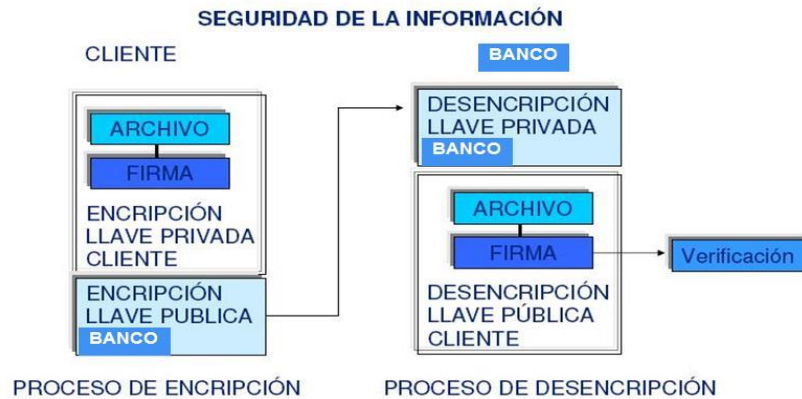 SEGURIDAD DE LA INFORMACIÓN
CLIENTE
ARCHIVO
FIRMA
ENCRIPCIÓN
LLAVE PRIVADA
CLIENTE
ENCRIPCIÓN
LLAVE PUBLICA
BANCO
PROCESO DE ENCRIPCIÓN
BANCO
DESENCRIPCIÓN
LLAVE PRIVADA
BANCO
ARCHIVO
FIRMA
Verificación
DESENCRIPCIÓN
LLAVE PÚBLICA
CLIENTE
PROCESO DE DESENCRIPCIÓN